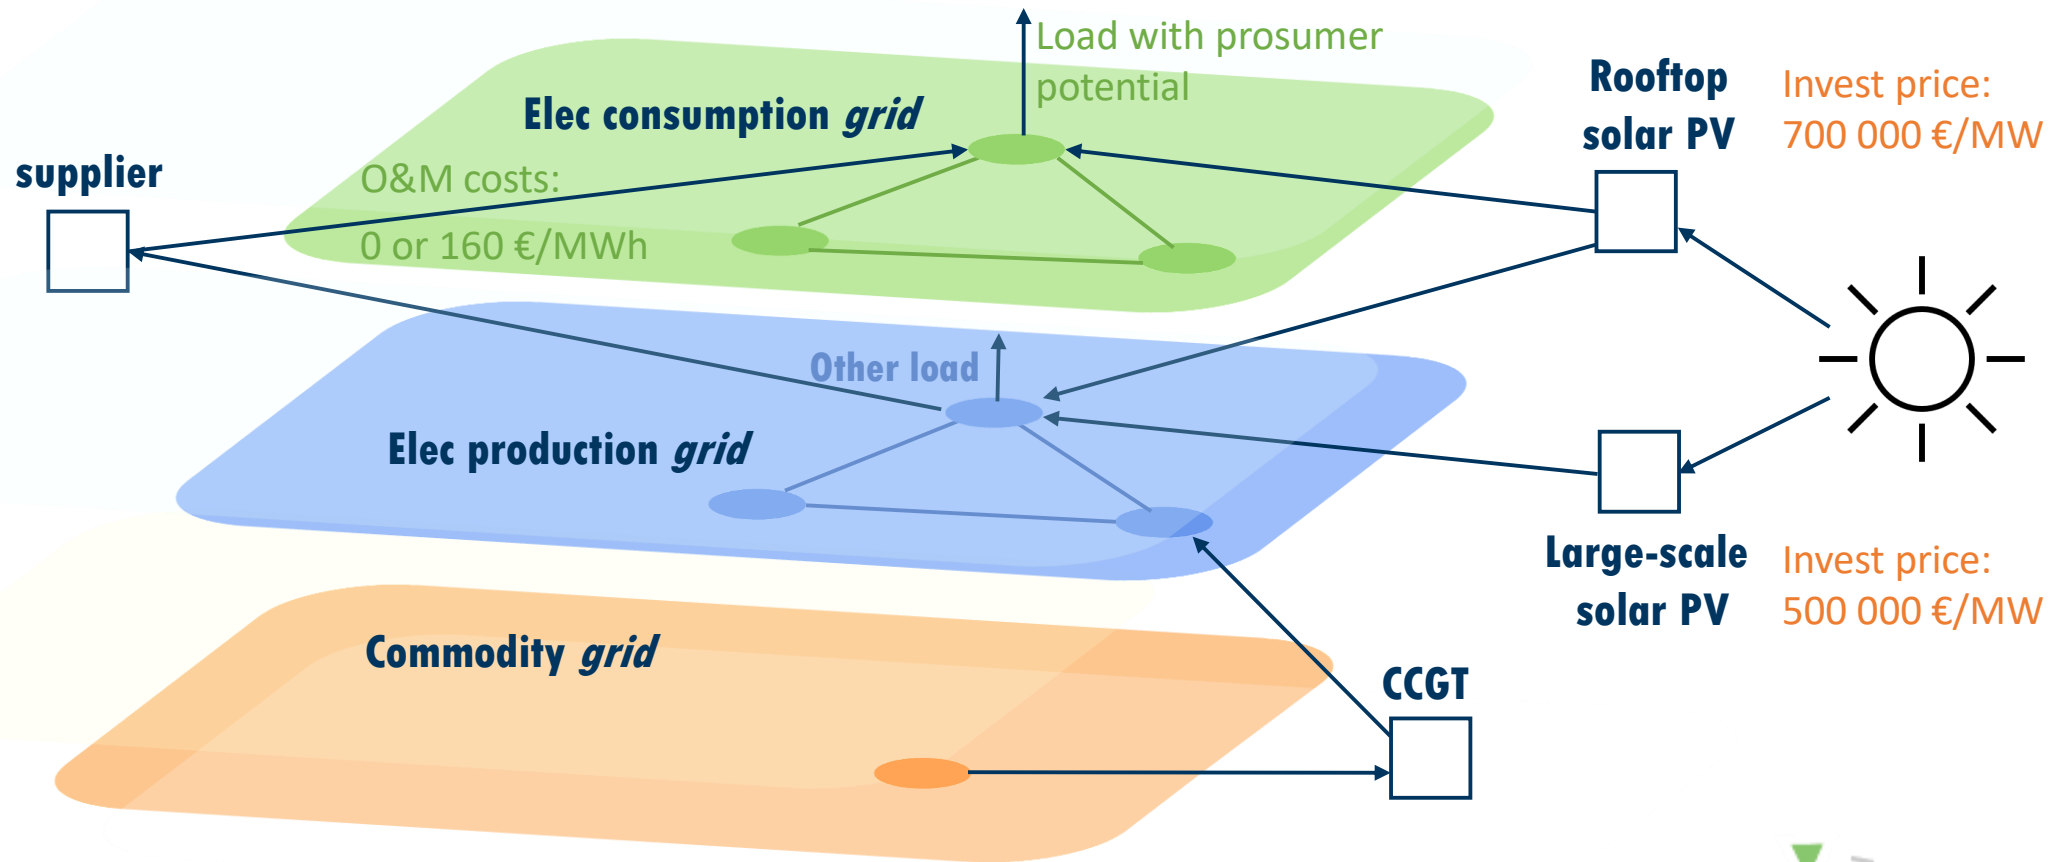 Load with prosumer
potential
Elec consumption grid
Rooftop
solar PV
Invest price:
700 000 €/MW
supplier
O&M costs:
0 or 160 €/MWh
Other load
Elec production grid
Large-scale
solar PV
Invest price:
500 000 €/MW
Commodity grid
CCGT